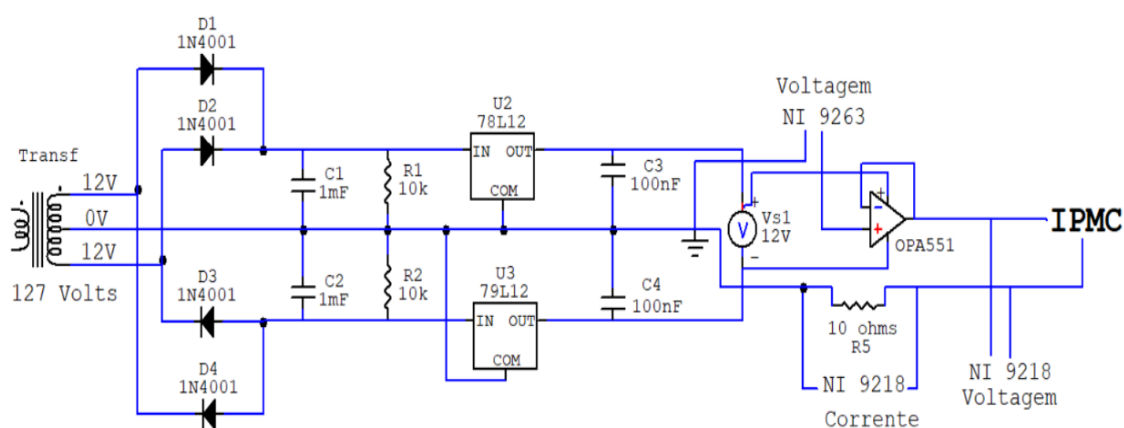 D1
1N4001
D2
1N4001
Transf
12V
0V
12V
127 Volts
D3
1N4001
D4
1N4001
C1
1mF
R1
10k
C2
1mF
R2
10k
U2
78L12
IN OUT
COM
U3
79L12
IN OUT
COM
C3
100nF
C4
100nF
Voltagem
NI 9263
+
V
Vs1
12V
-
+
-
+
OPA551
IPMC
10 ohms
R5
NI 9218
Corrente
NI 9218
Voltagem